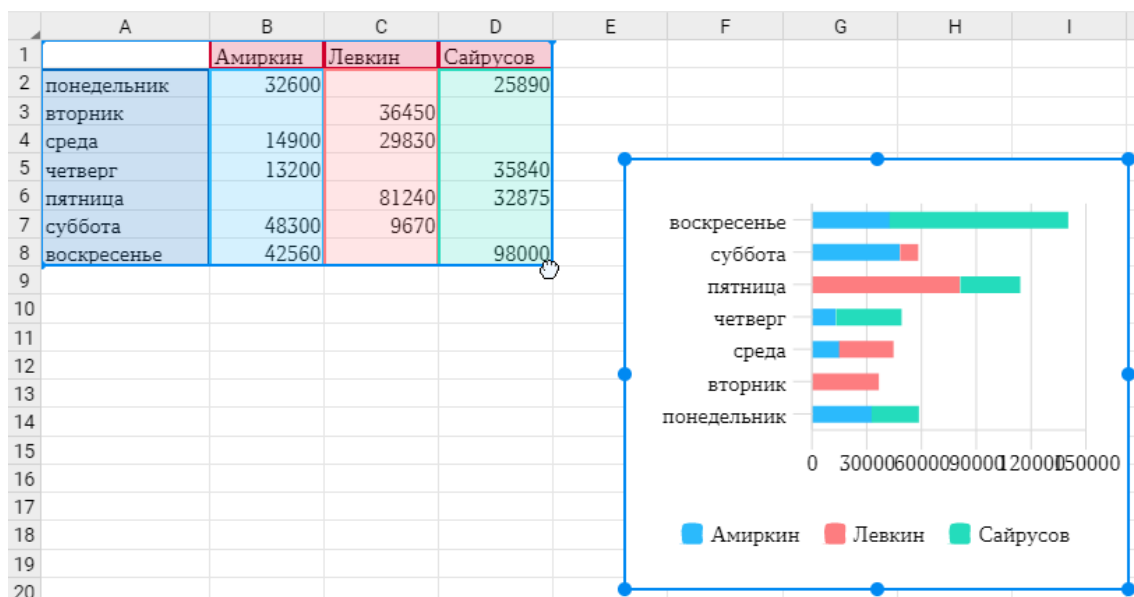 A B C D E F G H I
1 Амиркин Левкин Сайрусов
2 понедельник 32600 25890
3 вторник 36450
4 среда 14900 29830
5 четверг 13200 35840
6 пятница 81240 32875
7 суббота 48300 9670
8 воскресенье 42560 98000
9
10
11
12
13
14
15
16
17
18
19
20
воскресенье
суббота
пятница
четверг
среда
вторник
понедельник
0 30000 60000 90000 120000 150000
Амиркин Левкин Сайрусов